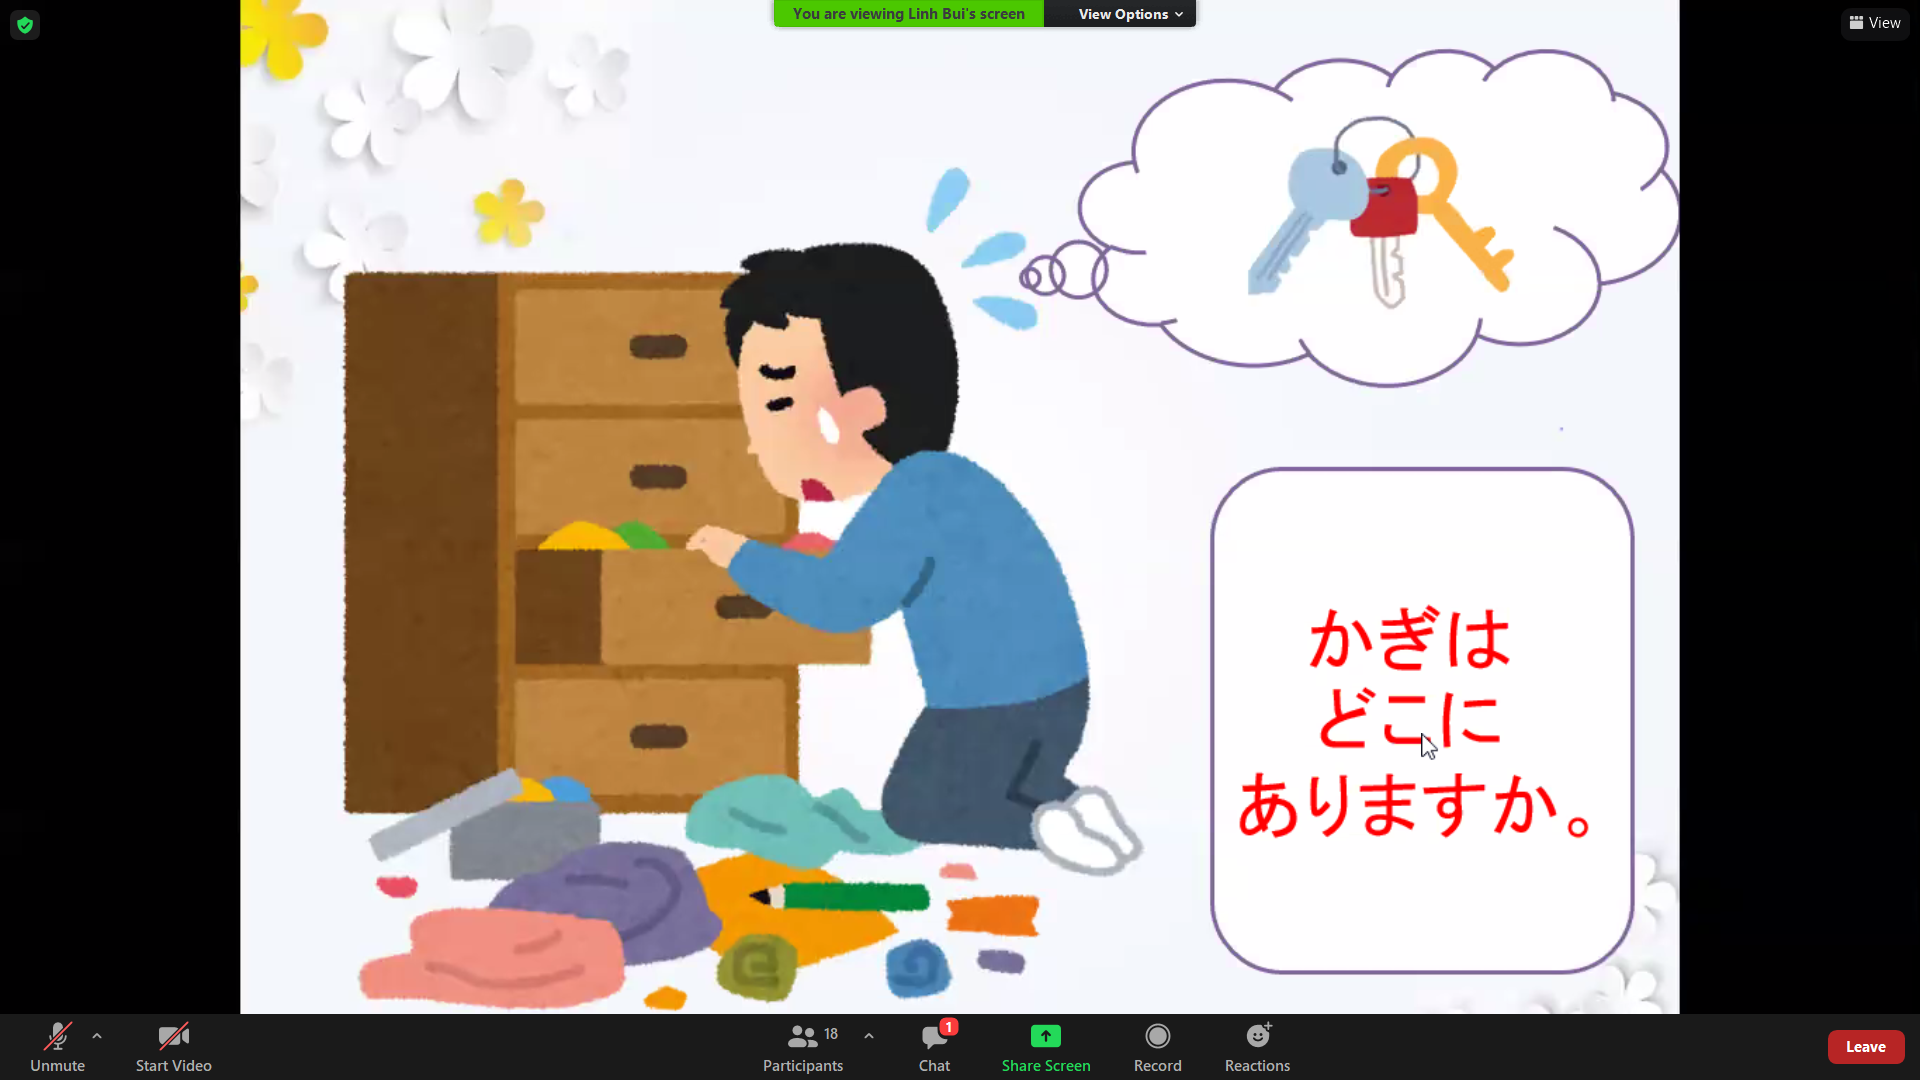 You are viewing Linh Bui's screen
View Options
View
かぎは
どこに
ありますか。
Unmute
Start Video
Participants
18
Chat
1
Share Screen
Record
Reactions
Leave